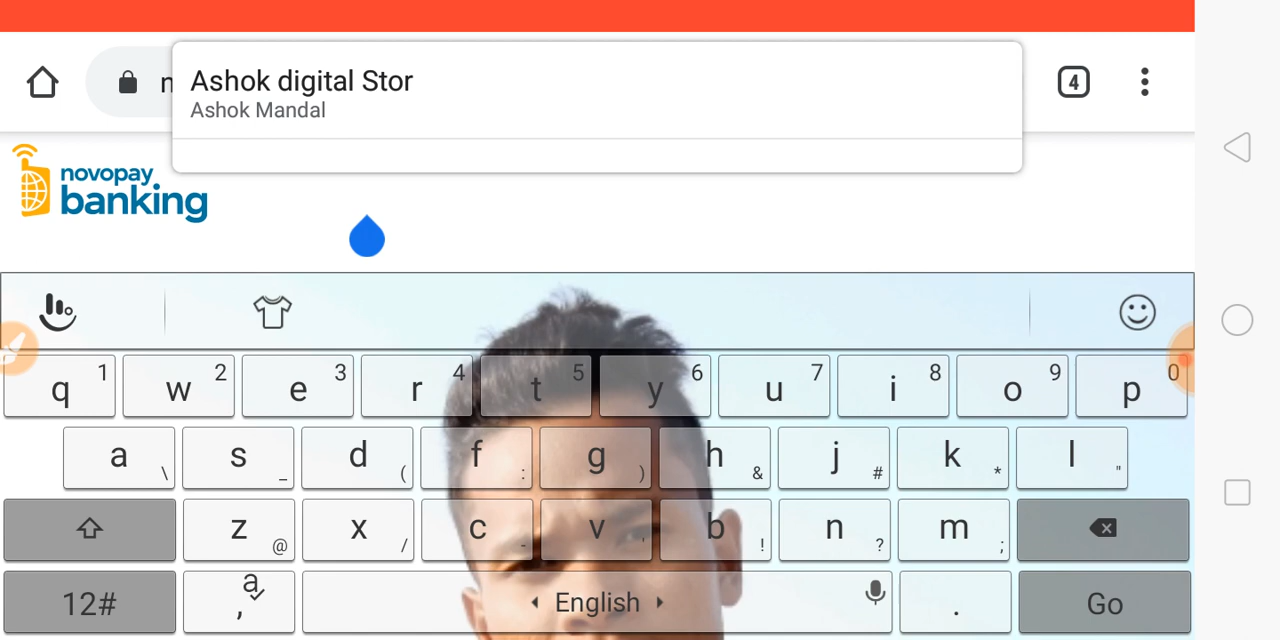 4
n
Ashok digital Stor
Ashok Mandal
novopay
banking
q 1 w 2 e 3 r 4 t 5 y 6 u 7 i 8 o 9 p 0
a \ s _ d ( f : g ) h & j # k * l "
z @ x / c - v ' b ! n ? m ;
12# a , English . Go